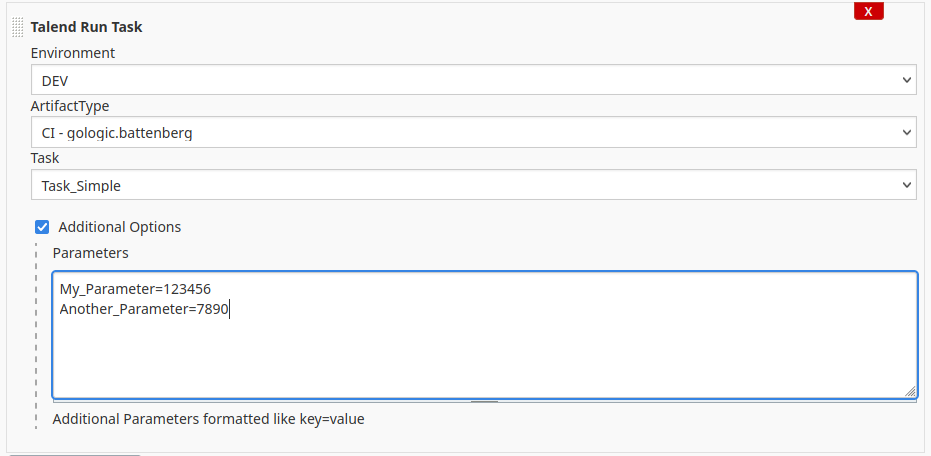 X
Talend Run Task
Environment
DEV
ArtifactType
CI - gologic.battenberg
Task
Task_Simple
Additional Options
Parameters
My_Parameter=123456
Another_Parameter=7890
Additional Parameters formatted like key=value